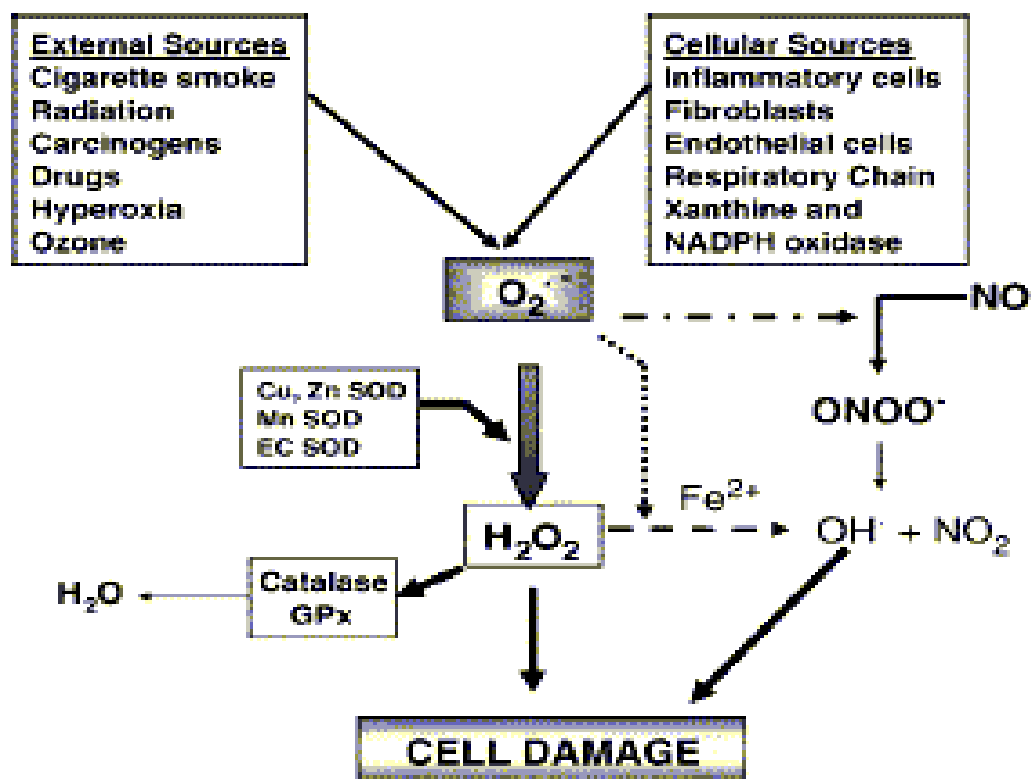 External Sources
Cigarette smoke
Radiation
Carcinogens
Drugs
Hyperoxia
Ozone
Cellular Sources
Inflammatory cells
Fibroblasts
Endothelial cells
Respiratory Chain
Xanthine and
NADPH oxidase
O₂·⁻
NO
Cu, Zn SOD
Mn SOD
EC SOD
ONOO⁻
Fe²⁺
H₂O₂
OH· + NO₂
H₂O
Catalase
GPx
CELL DAMAGE